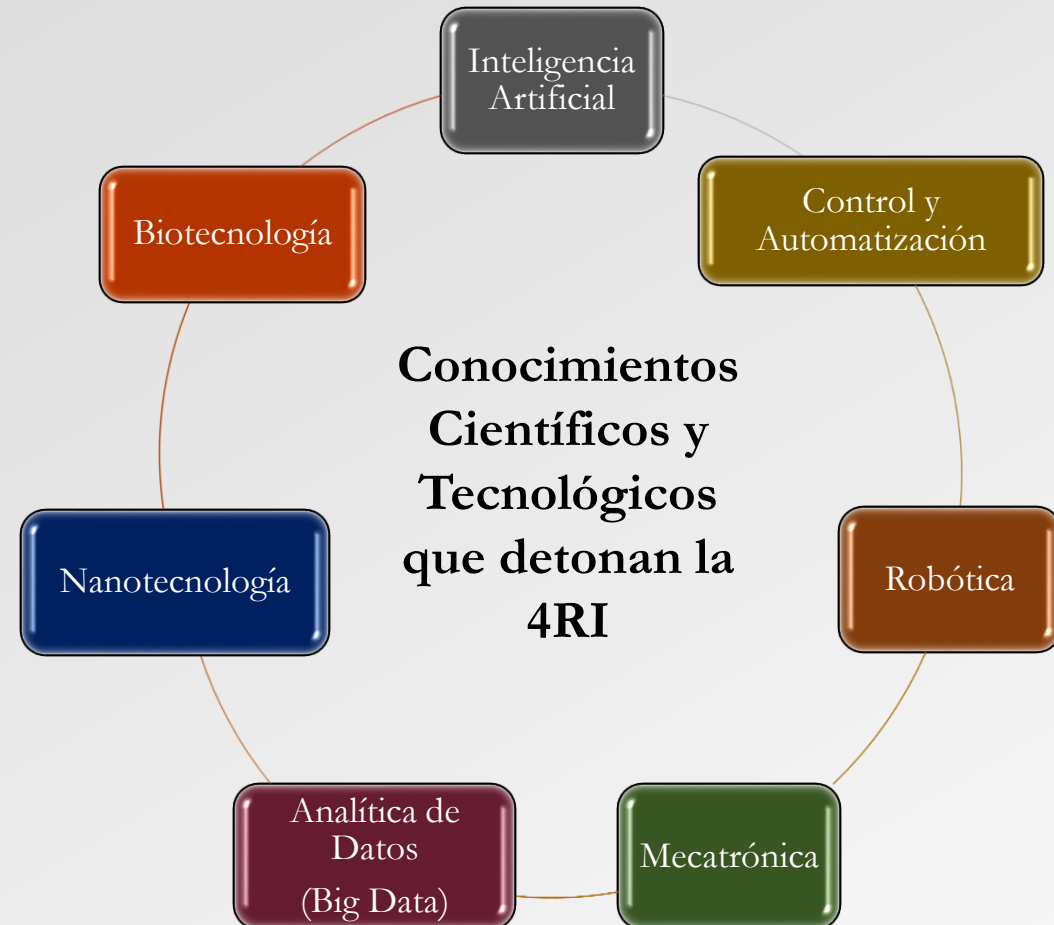 Inteligencia
Artificial
Control y
Automatización
Robótica
Mecatrónica
Analítica de
Datos
(Big Data)
Nanotecnología
Biotecnología
Conocimientos
Científicos y
Tecnológicos
que detonan la
4RI